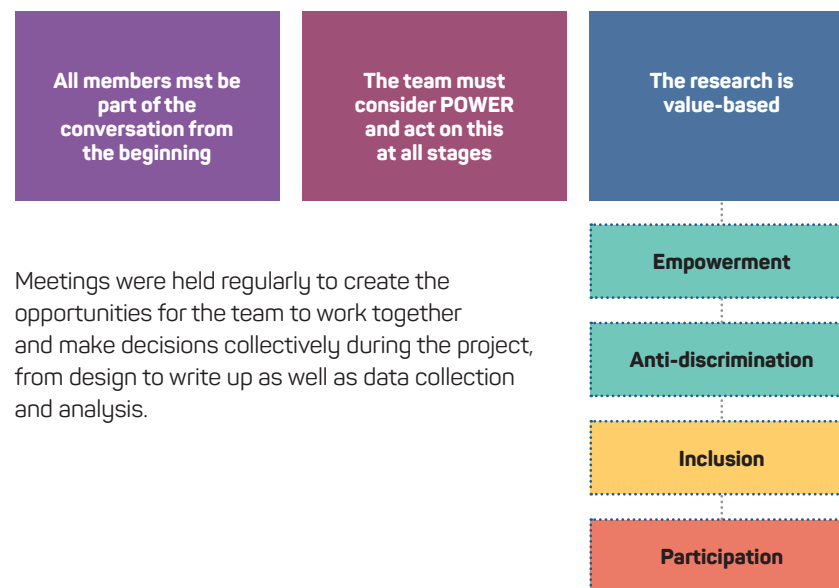 All members mst be
part of the
conversation from
the beginning
The team must
consider POWER
and act on this
at all stages
The research is
value-based
Meetings were held regularly to create the
opportunities for the team to work together
and make decisions collectively during the project,
from design to write up as well as data collection
and analysis.
Empowerment
Anti-discrimination
Inclusion
Participation